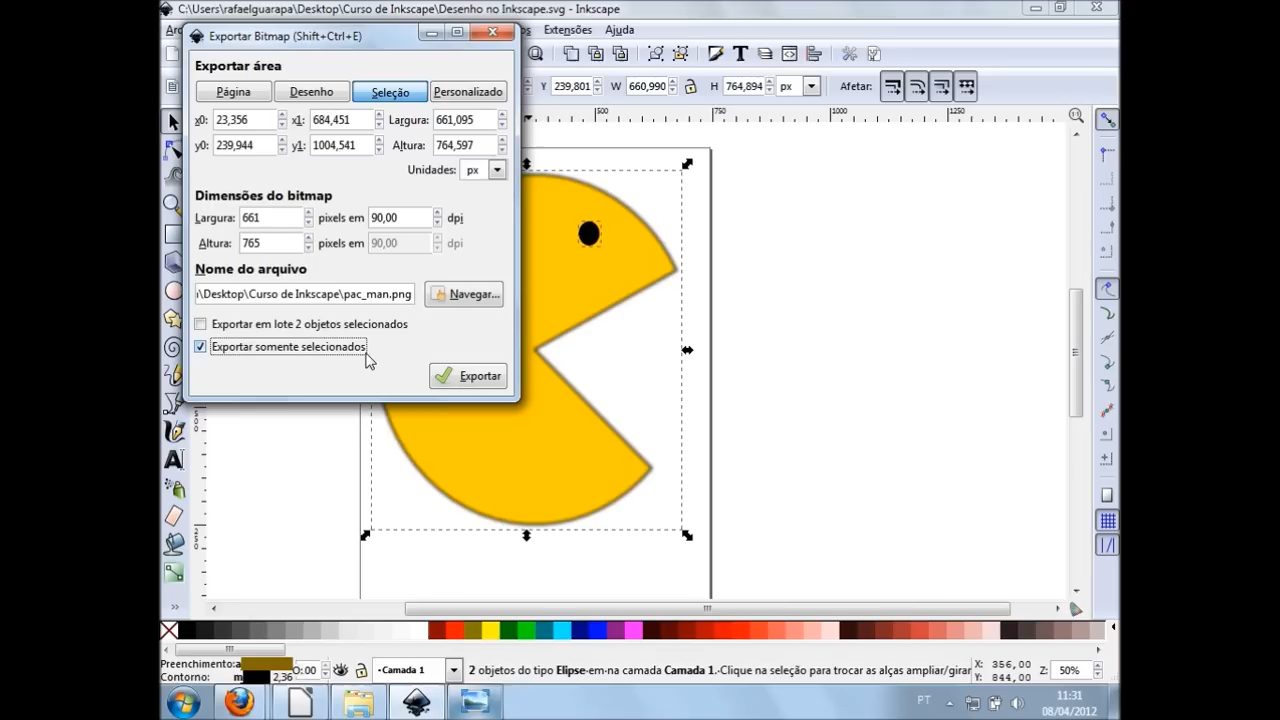 C:\Users\rafaelguarapa\Desktop\Curso de Inkscape\Desenho no Inkscape.svg - Inkscape
Exportar Bitmap (Shift+Ctrl+E)
Extensões Ajuda
Exportar área
Página Desenho Seleção Personalizado
Y 239,801 W 660,990 H 764,894 px Afetar:
x0: 23,356 x1: 684,451 Largura: 661,095
500 750 1000 1250
y0: 239,944 y1: 1004,541 Altura: 764,597
Unidades: px
Dimensões do bitmap
Largura: 661 pixels em 90,00 dpi
Altura: 765 pixels em 90,00 dpi
Nome do arquivo
\Desktop\Curso de Inkscape\pac_man.png Navegar...
Exportar em lote 2 objetos selecionados
Exportar somente selecionados
Exportar
Preenchimento: O: 00 Camada 1 2 objetos do tipo Elipse-em-na camada Camada 1.-Clique na seleção para troca as alças ampliar/girar X: 356,00 Z: 50%
Contorno: 2,36 Y: 844,00
PT 11:31
08/04/2012